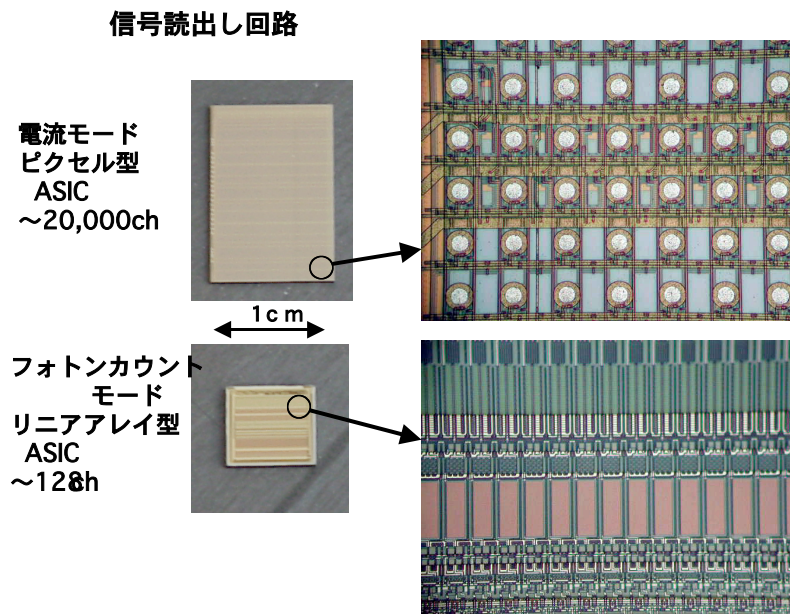 信号読出し回路
電流モード
ピクセル型
ASIC
〜20,000ch
1ｃｍ
フォトンカウント
モード
リニアアレイ型
ASIC
〜128ch